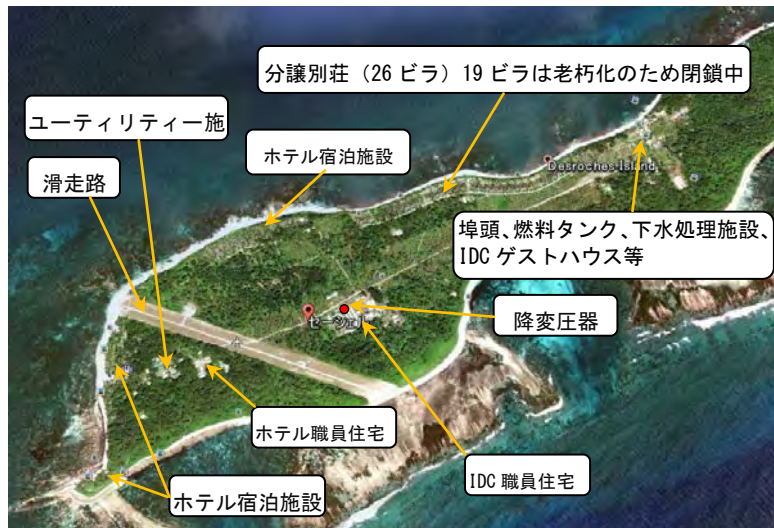 分譲別荘（26 ビラ）19 ビラは老朽化のため閉鎖中
ユーティリティー施
ホテル宿泊施設
滑走路
Desroches Island
埠頭、燃料タンク、下水処理施設、
IDC ゲストハウス等
セーシェル
降変圧器
ホテル職員住宅
IDC 職員住宅
ホテル宿泊施設